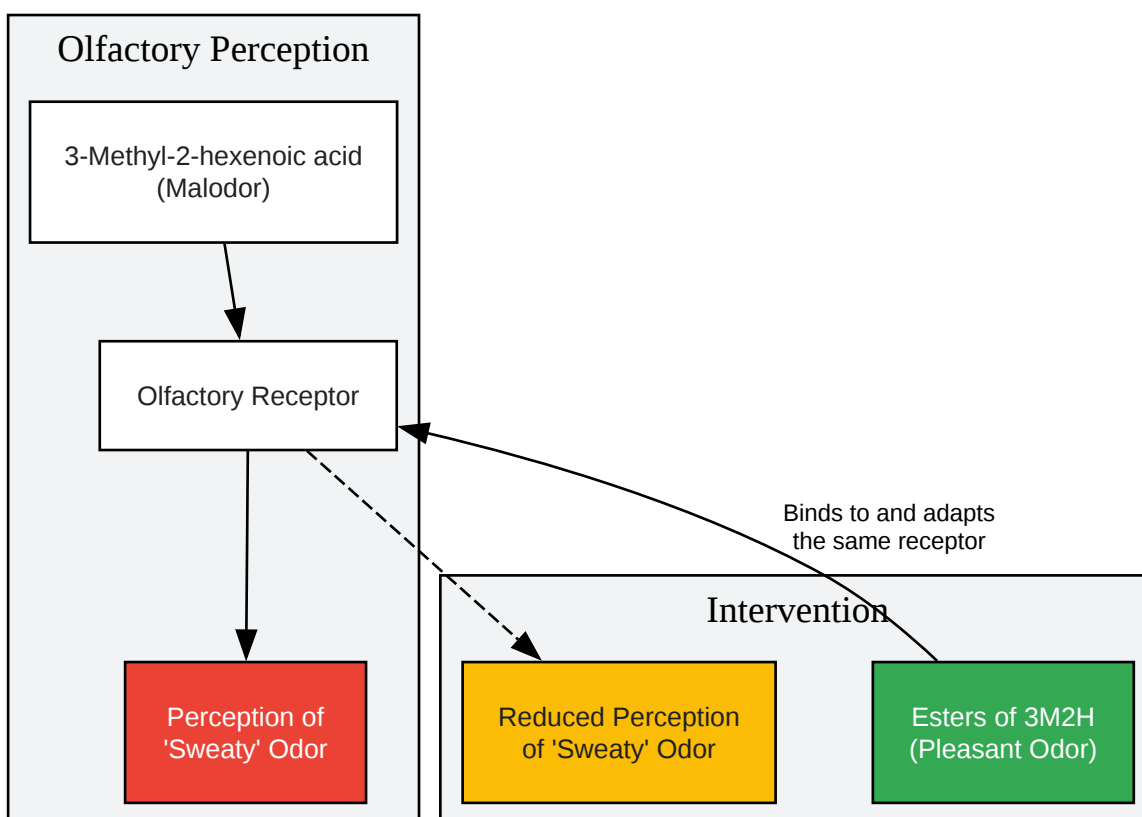 Olfactory Perception
3-Methyl-2-hexenoic acid
(Malodor)
Olfactory Receptor
Binds to and adapts
the same receptor
Intervention
Perception of
'Sweaty' Odor
Reduced Perception
of 'Sweaty' Odor
Esters of 3M2H
(Pleasant Odor)